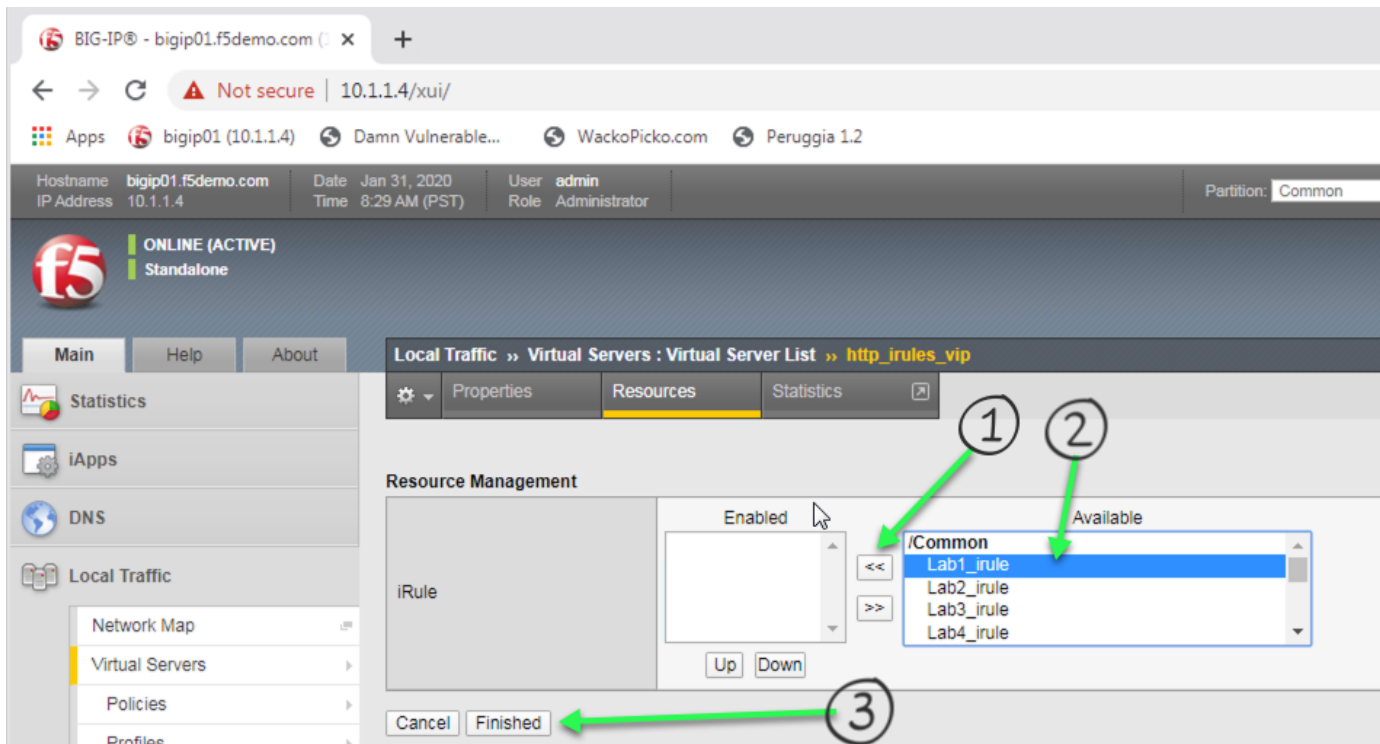 BIG-IP® - bigip01.f5demo.com (
Not secure | 10.1.1.4/xui/
Apps bigip01 (10.1.1.4) Damn Vulnerable... WackoPicko.com Peruggia 1.2
Hostname bigip01.f5demo.com Date Jan 31, 2020 User admin Partition: Common
IP Address 10.1.1.4 Time 8:29 AM (PST) Role Administrator
f5
ONLINE (ACTIVE)
Standalone
Main Help About
Local Traffic ›› Virtual Servers : Virtual Server List ›› http_irules_vip
Properties Resources Statistics
Statistics
iApps
DNS
Local Traffic
Network Map
Virtual Servers
Policies
Profiles
1 2
Resource Management
Enabled Available
/Common
<< Lab1_irule
Lab2_irule
iRule
>> Lab3_irule
Lab4_irule
Up Down
Cancel Finished 3